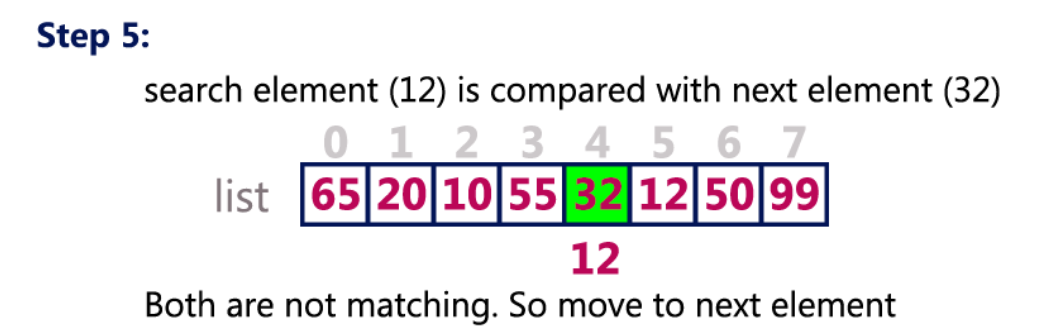 Step 5:
search element (12) is compared with next element (32)
0 1 2 3 4 5 6 7
list 65 20 10 55 32 12 50 99
12
Both are not matching. So move to next element